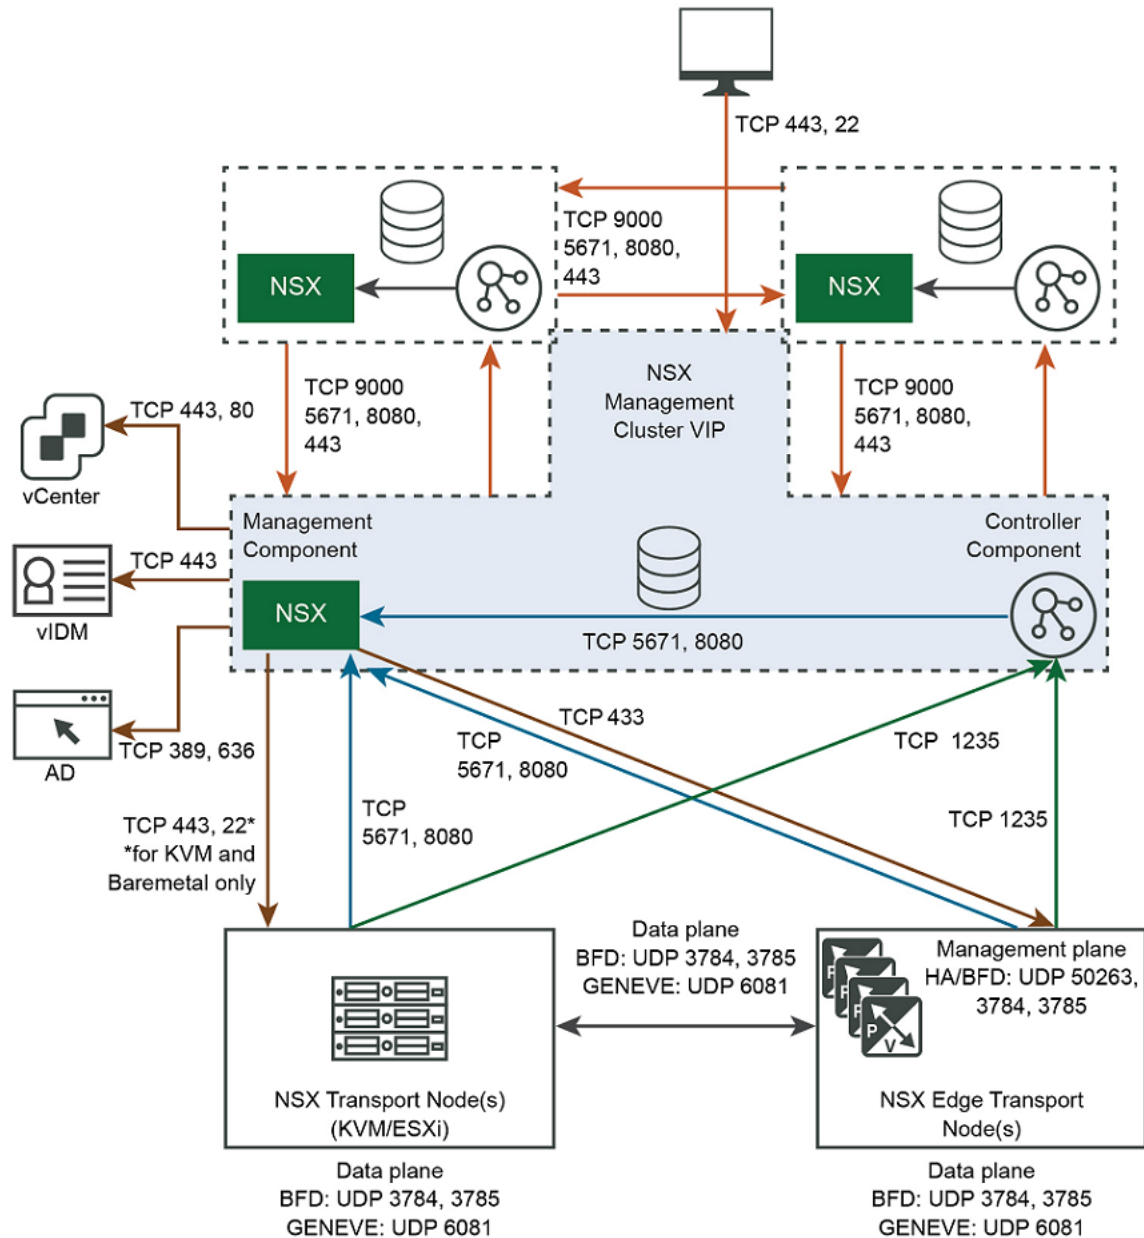 TCP 443, 22
TCP 9000
5671, 8080,
443
NSX
NSX
TCP 9000
5671, 8080,
443
NSX
Management
Cluster VIP
TCP 9000
5671, 8080,
443
TCP 443, 80
vCenter
Management
Component
Controller
Component
TCP 443
vIDM
NSX
TCP 5671, 8080
TCP 389, 636
AD
TCP 433
TCP
5671, 8080
TCP 1235
TCP 443, 22*
*for KVM and
Baremetal only
TCP
5671, 8080
TCP 1235
Data plane
BFD: UDP 3784, 3785
GENEVE: UDP 6081
Management plane
HA/BFD: UDP 50263,
3784, 3785
P
P
P
P
V
NSX Transport Node(s)
(KVM/ESXi)
NSX Edge Transport
Node(s)
Data plane
BFD: UDP 3784, 3785
GENEVE: UDP 6081
Data plane
BFD: UDP 3784, 3785
GENEVE: UDP 6081